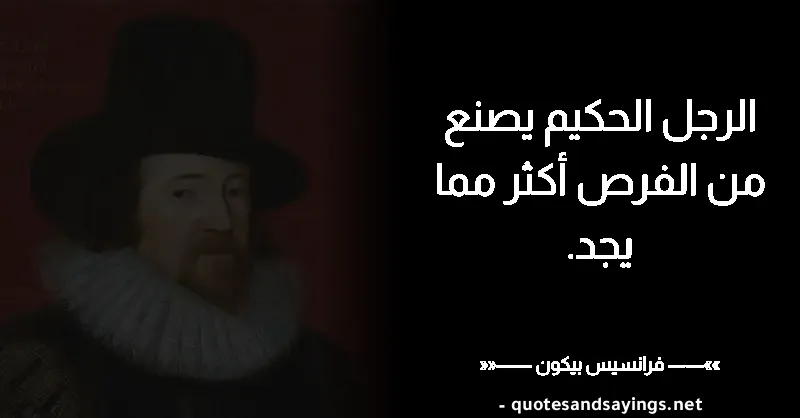 الرجل الحكيم يصنع
من الفرص أكثر مما
يجد.
»»—— فرانسيس بيكون ——««
- quotesandsayings.net